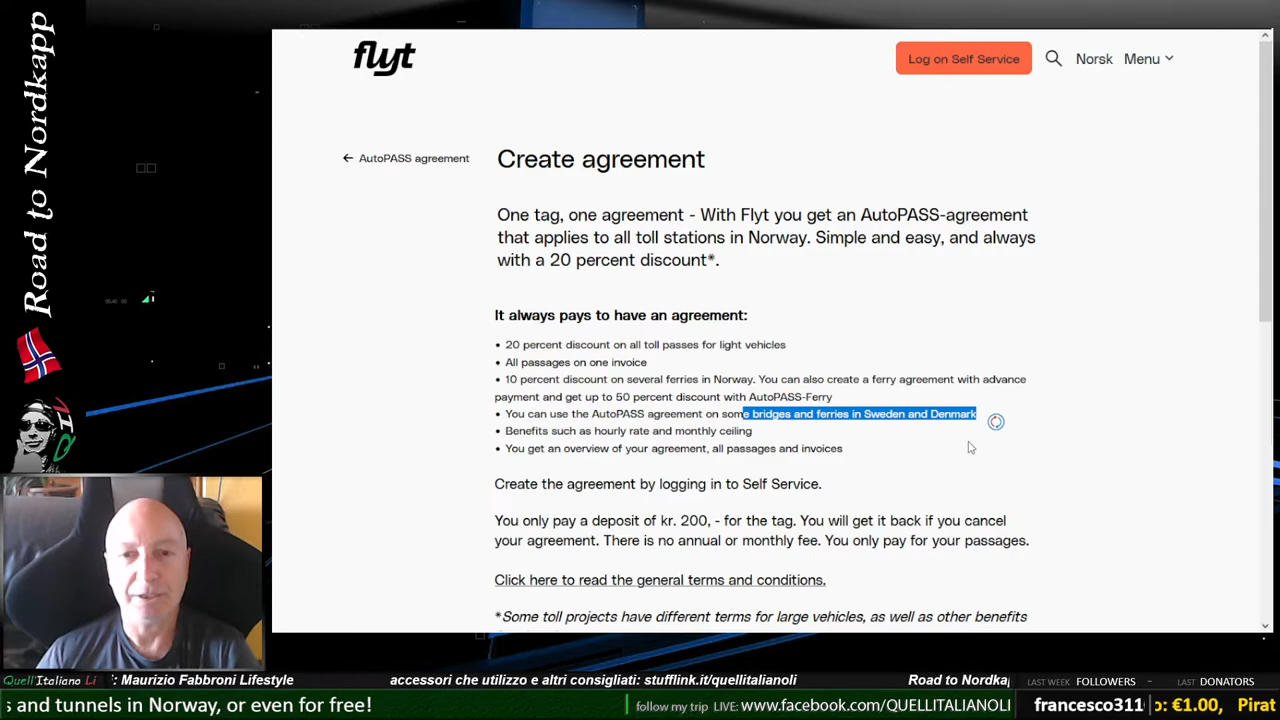 Road to Nordkapp
QIL
flyt
Log on Self Service
Norsk
Menu
← AutoPASS agreement
Create agreement
One tag, one agreement - With Flyt you get an AutoPASS-agreement
that applies to all toll stations in Norway. Simple and easy, and always
with a 20 percent discount*.
It always pays to have an agreement:
• 20 percent discount on all toll passes for light vehicles
• All passages on one invoice
• 10 percent discount on several ferries in Norway. You can also create a ferry agreement with advance
payment and get up to 50 percent discount with AutoPASS-Ferry
• You can use the AutoPASS agreement on some bridges and ferries in Sweden and Denmark
• Benefits such as hourly rate and monthly ceiling
• You get an overview of your agreement, all passages and invoices
Create the agreement by logging in to Self Service.
You only pay a deposit of kr. 200, - for the tag. You will get it back if you cancel
your agreement. There is no annual or monthly fee. You only pay for your passages.
Click here to read the general terms and conditions.
*Some toll projects have different terms for large vehicles, as well as other benefits
Quell'Italiano Li
': Maurizio Fabbroni Lifestyle
accessori che utilizzo e altri consigliati: stufflink.it/quellitalianoli
Road to Nordka
LAST WEEK FOLLOWERS
LAST DONATORS
s and tunnels in Norway, or even for free!
follow my trip LIVE: www.facebook.com/QUELLITALIANOLI
francesco311
o: €1.00, Pirat